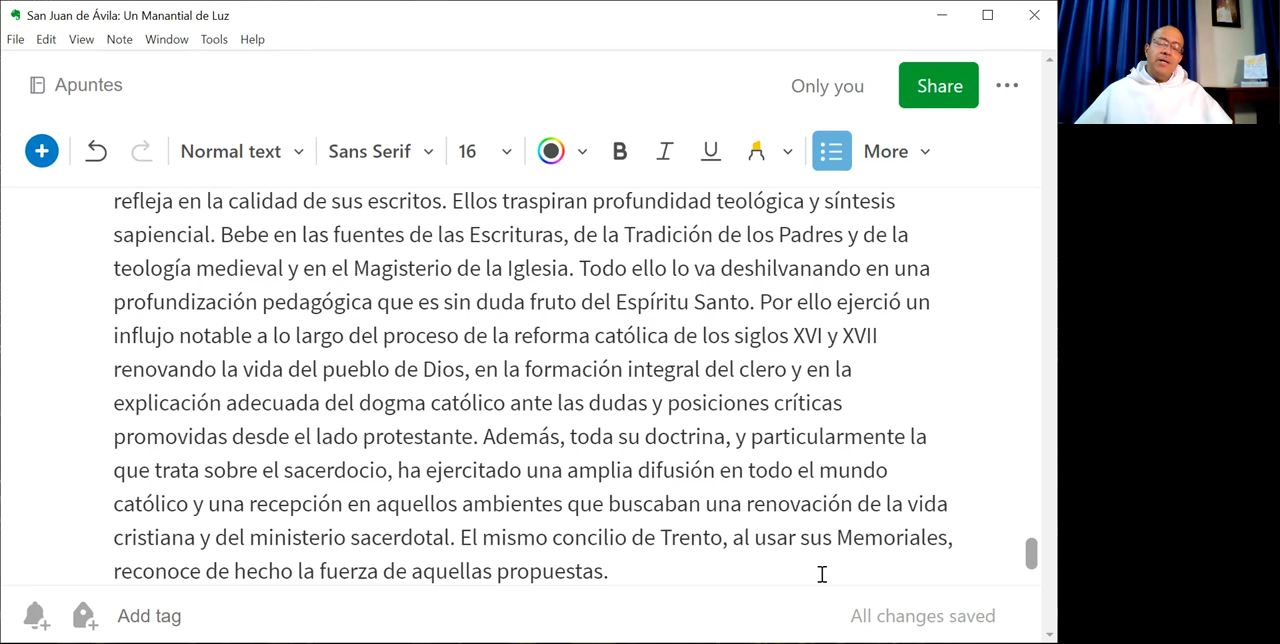 San Juan de Ávila: Un Manantial de Luz
File Edit View Note Window Tools Help
Apuntes Only you Share
Normal text Sans Serif 16 B I U More
refleja en la calidad de sus escritos. Ellos traspiran profundidad teológica y síntesis
sapiencial. Bebe en las fuentes de las Escrituras, de la Tradición de los Padres y de la
teología medieval y en el Magisterio de la Iglesia. Todo ello lo va deshilvanando en una
profundización pedagógica que es sin duda fruto del Espíritu Santo. Por ello ejerció un
influjo notable a lo largo del proceso de la reforma católica de los siglos XVI y XVII
renovando la vida del pueblo de Dios, en la formación integral del clero y en la
explicación adecuada del dogma católico ante las dudas y posiciones críticas
promovidas desde el lado protestante. Además, toda su doctrina, y particularmente la
que trata sobre el sacerdocio, ha ejercitado una amplia difusión en todo el mundo
católico y una recepción en aquellos ambientes que buscaban una renovación de la vida
cristiana y del ministerio sacerdotal. El mismo concilio de Trento, al usar sus Memoriales,
reconoce de hecho la fuerza de aquellas propuestas.
Add tag All changes saved